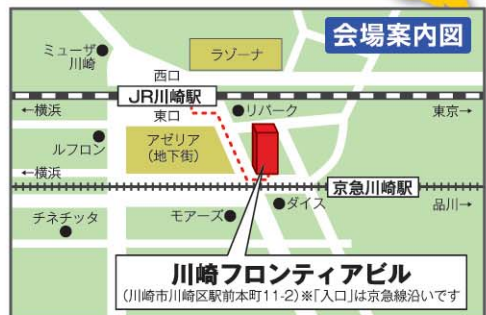 会場案内図
ミューザ
川崎
ラゾーナ
西口
JR川崎駅
←横浜
東口
リパーク
東京→
ルフロン
アゼリア
(地下街)
←横浜
京急川崎駅
チネチッタ
モアーズ
ダイス
品川→
川崎フロンティアビル
(川崎市川崎区駅前本町11-2)※「入口」は京急線沿いです